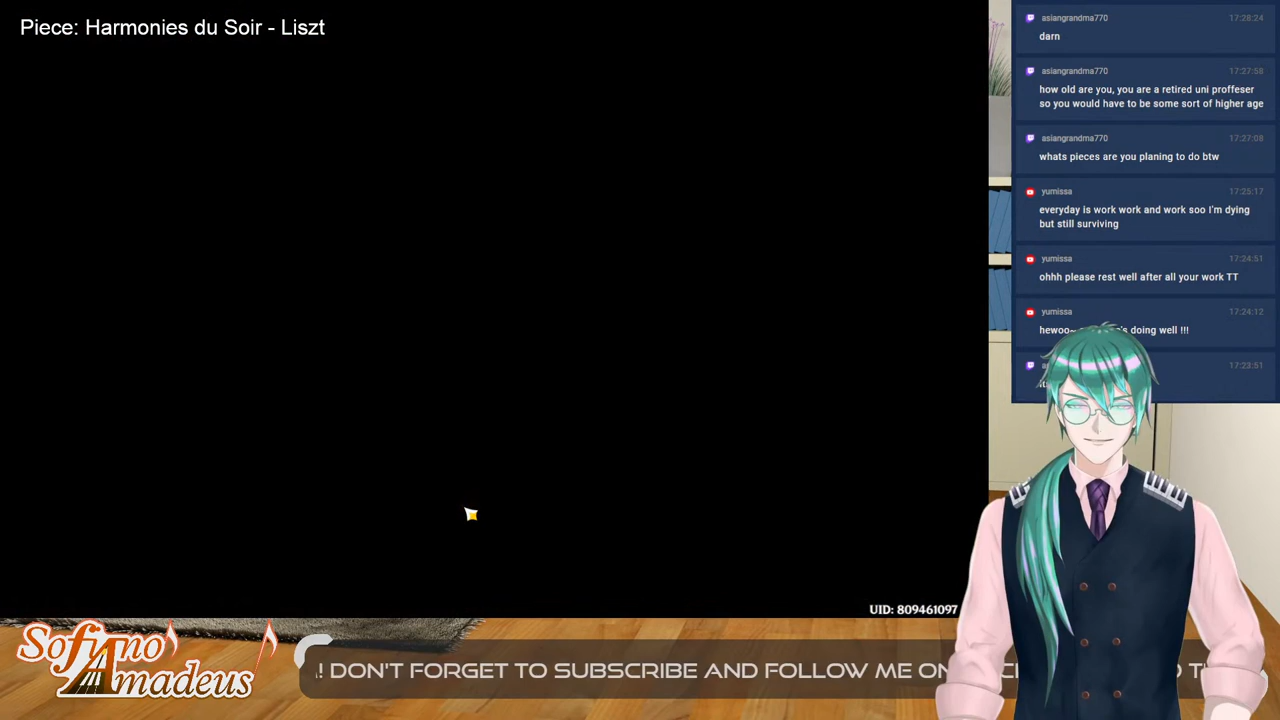 Piece: Harmonies du Soir - Liszt
asiangrandma770 17:28:24
darn
asiangrandma770 17:27:58
how old are you, you are a retired uni proffeser
so you would have to be some sort of higher age
asiangrandma770 17:27:08
whats pieces are you planing to do btw
yumissa 17:25:17
everyday is work work and work soo I'm dying
but still surviving
yumissa 17:24:51
ohhh please rest well after all your work TT
yumissa 17:24:12
hewoo~ doing well !!!
17:23:51
UID: 809461097
Sofiano
Amadeus
! DON'T FORGET TO SUBSCRIBE AND FOLLOW ME ON